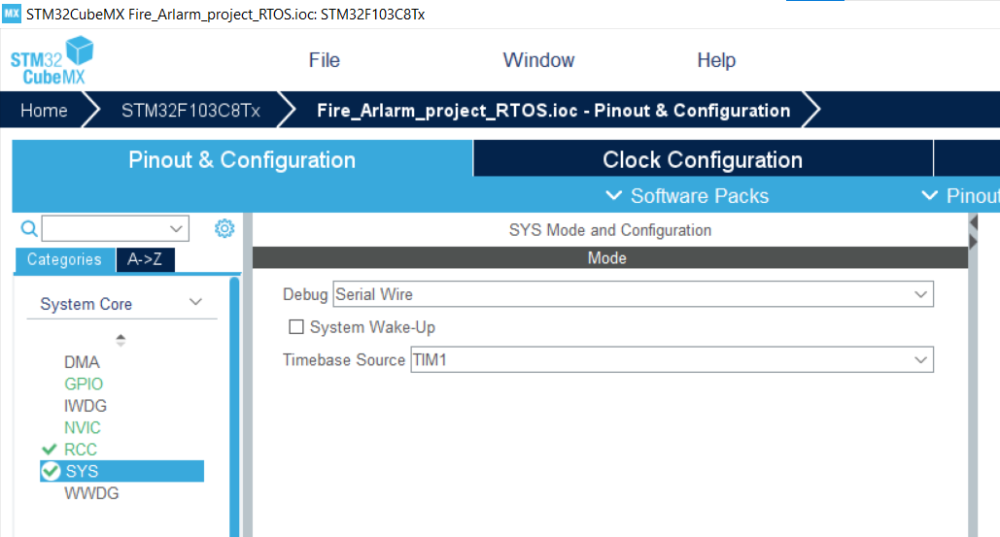 MX STM32CubeMX Fire_Arlarm_project_RTOS.ioc: STM32F103C8Tx
STM32
CubeMX
File Window Help
Home STM32F103C8Tx Fire_Arlarm_project_RTOS.ioc - Pinout & Configuration
Pinout & Configuration Clock Configuration
Software Packs Pinout
SYS Mode and Configuration
Categories A->Z
Mode
System Core
Debug Serial Wire
System Wake-Up
Timebase Source TIM1
DMA
GPIO
IWDG
NVIC
RCC
SYS
WWDG